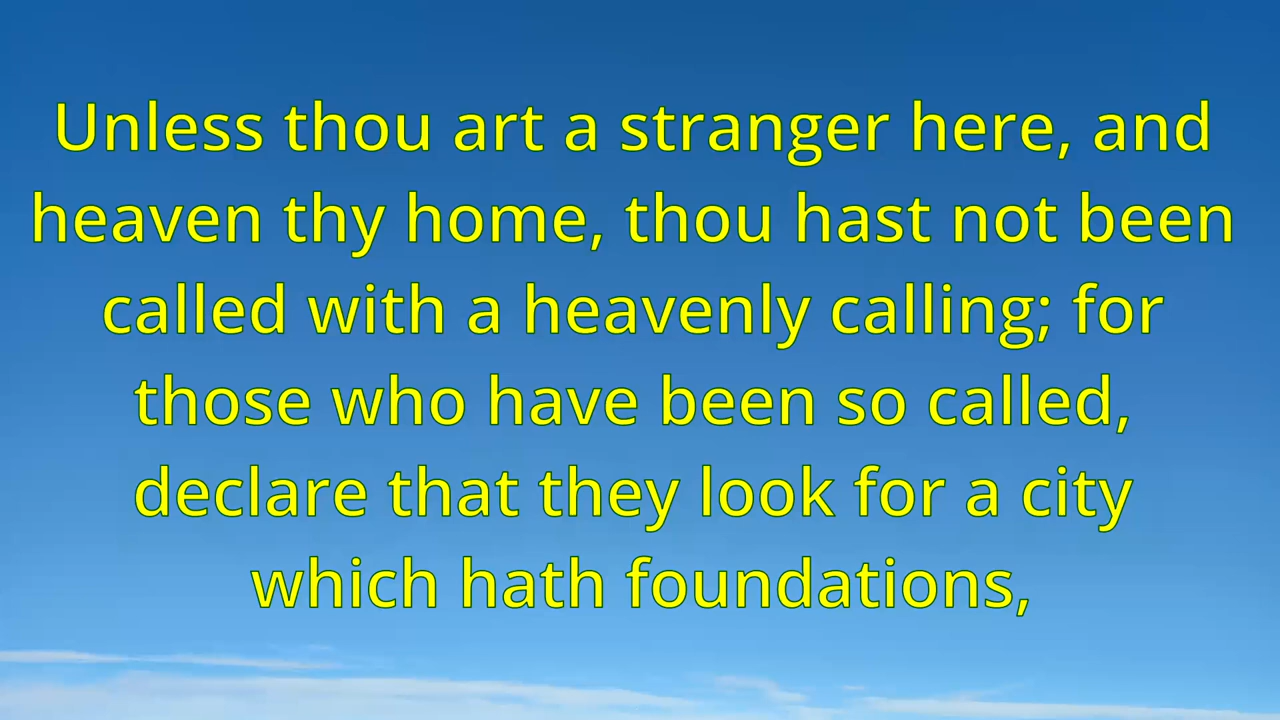 Unless thou art a stranger here, and
heaven thy home, thou hast not been
called with a heavenly calling; for
those who have been so called,
declare that they look for a city
which hath foundations,